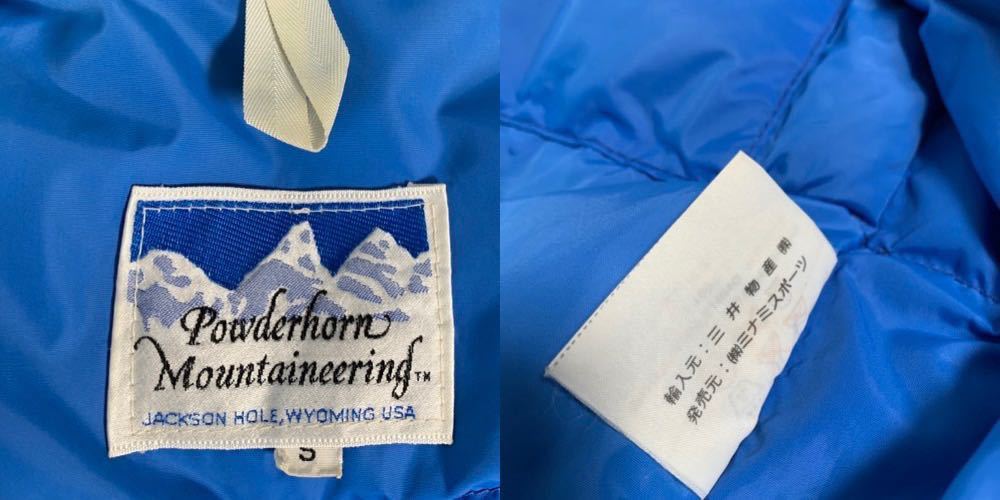 Powderhorn
Mountaineering™
JACKSON HOLE, WYOMING USA
S
輸入元：三井物産㈱
発売元：㈱ミナミスポーツ